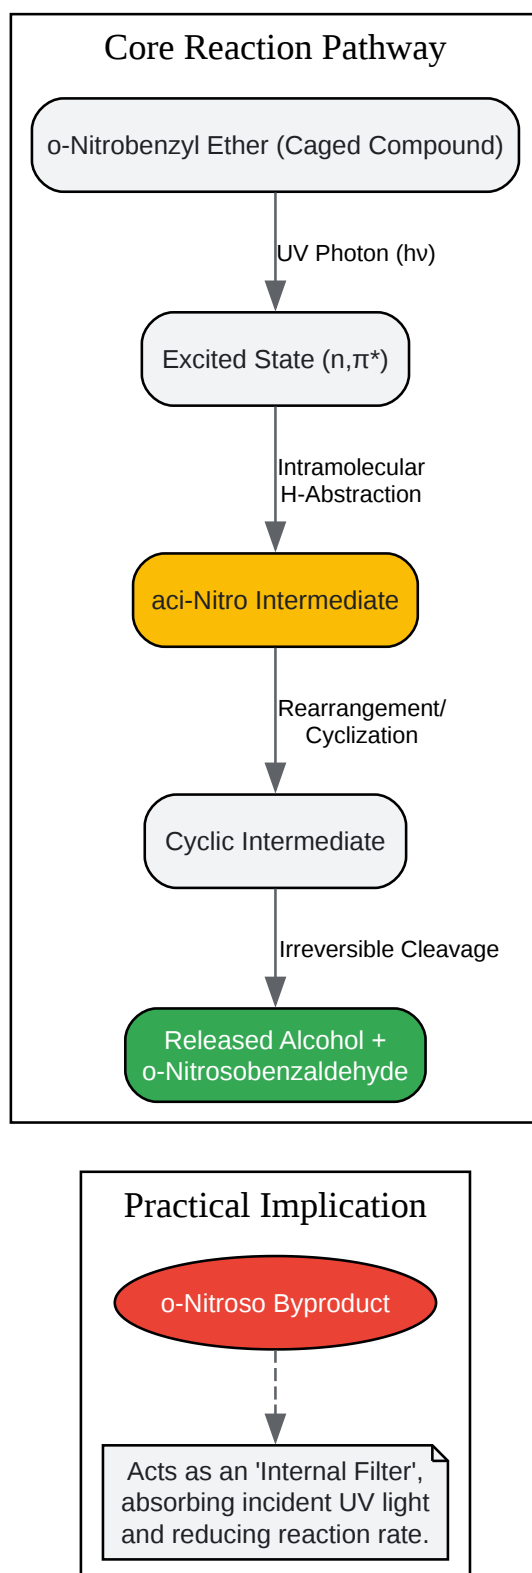 Core Reaction Pathway
o-Nitrobenzyl Ether (Caged Compound)
UV Photon (hν)
Excited State (n,π*)
Intramolecular
H-Abstraction
aci-Nitro Intermediate
Rearrangement/
Cyclization
Cyclic Intermediate
Irreversible Cleavage
Released Alcohol +
o-Nitrosobenzaldehyde
Practical Implication
o-Nitroso Byproduct
Acts as an 'Internal Filter',
absorbing incident UV light
and reducing reaction rate.